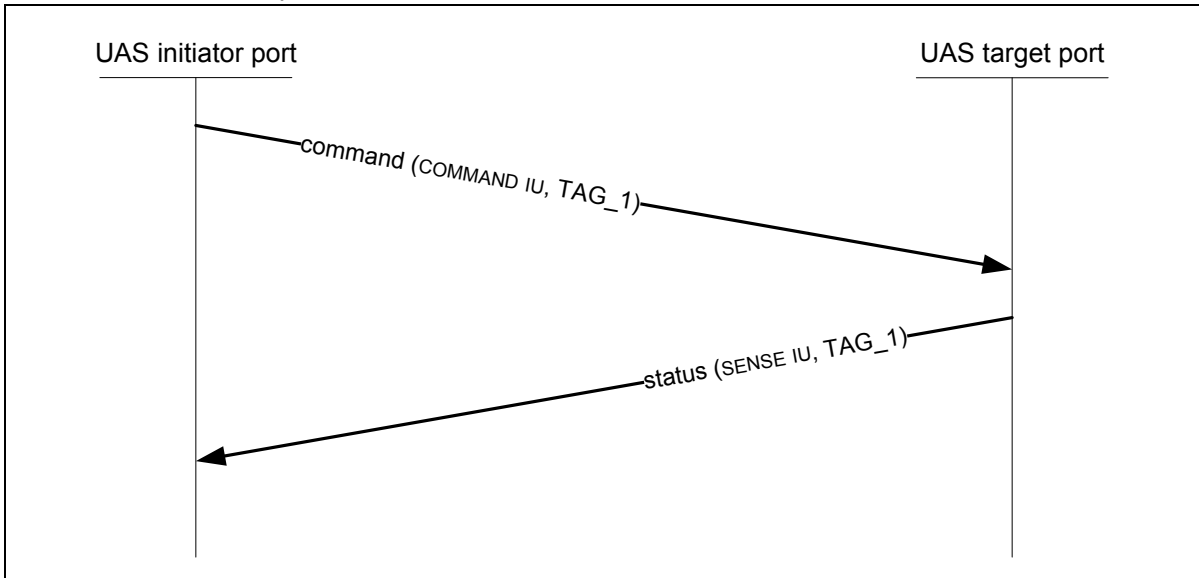 UAS initiator port
UAS target port
command (COMMAND IU, TAG_1)
status (SENSE IU, TAG_1)